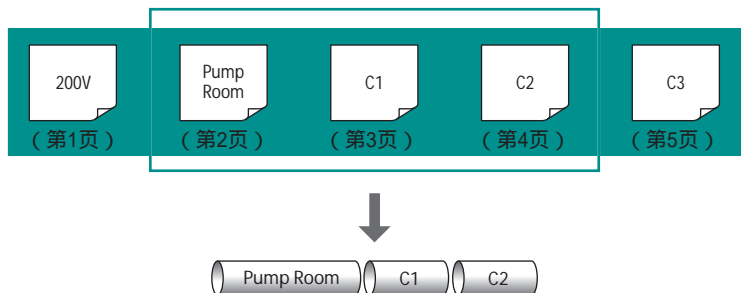 200V
Pump
Room
C1
C2
C3
(第1页)
(第2页)
(第3页)
(第4页)
(第5页)
Pump Room
C1
C2